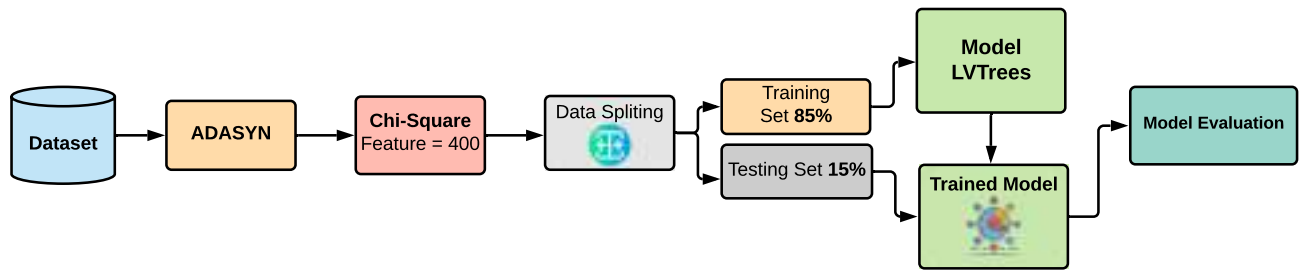 Dataset
ADASYN
Chi-Square
Feature = 400
Data Spliting
Training
Set 85%
Testing Set 15%
Model
LVTrees
Trained Model
Model Evaluation